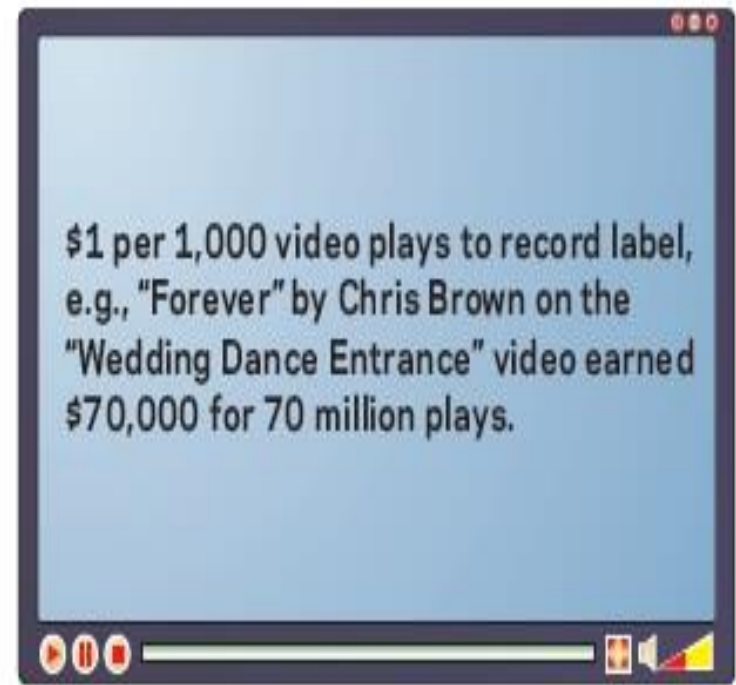 $1 per 1,000 video plays to record label,
e.g., "Forever" by Chris Brown on the
"Wedding Dance Entrance" video earned
$70,000 for 70 million plays.